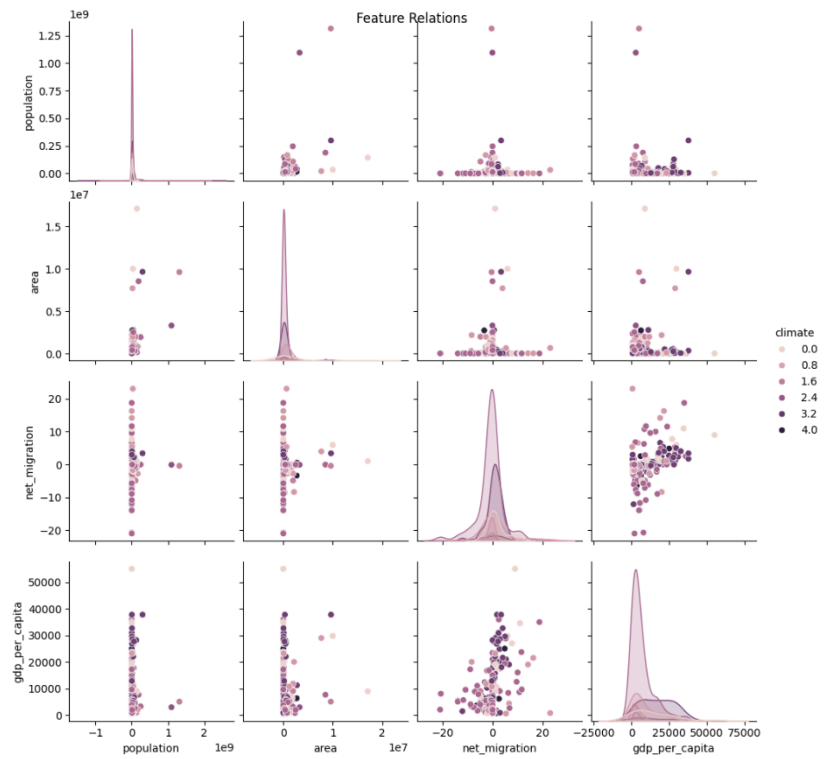 Feature Relations
1e9
1.25
1.00
0.75
0.50
0.25
0.00
population
1e7
1.5
1.0
0.5
0.0
area
climate
0.0
0.8
1.6
2.4
3.2
4.0
20
10
0
−10
−20
net_migration
50000
40000
30000
20000
10000
0
gdp_per_capita
−1 0 1 2
1e9
population
0 1
1e7
area
−20 0 20
net_migration
−25000 0 25000 50000 75000
gdp_per_capita